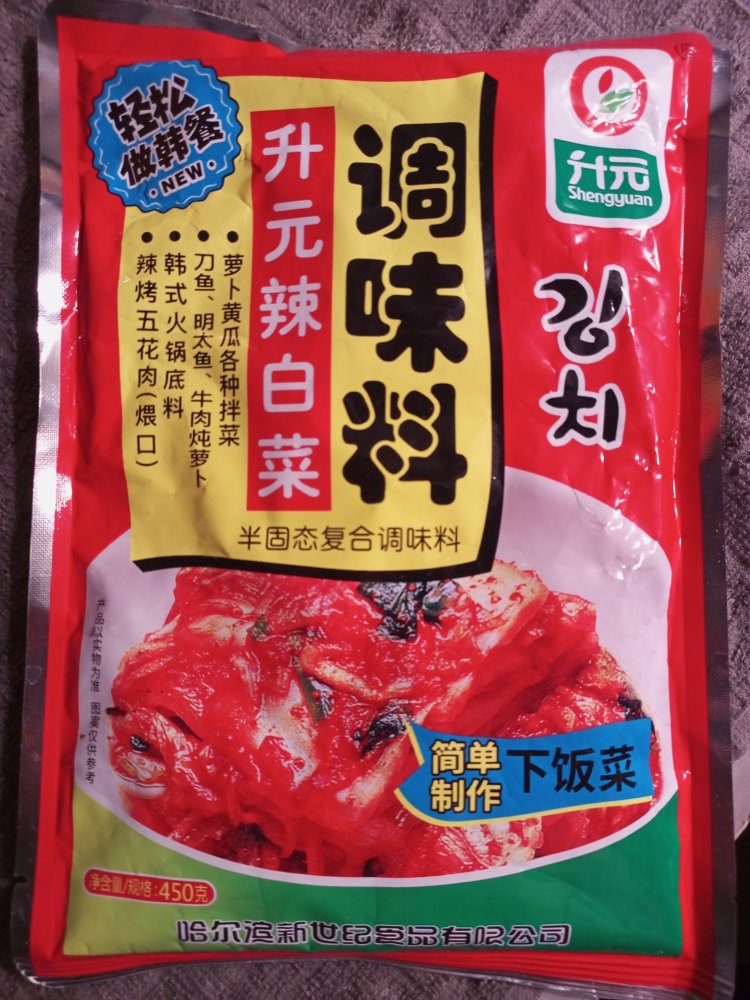 轻松
做韩餐
NEW
升元
Shengyuan
调味料
升元辣白菜
김치
●萝卜黄瓜各种拌菜
●刀鱼、明太鱼、牛肉炖萝卜
●韩式火锅底料
●辣烤五花肉(煨口)
半固态复合调味料
产品以实物为准 图案仅供参考
简单
制作
下饭菜
净含量/规格:450克
哈尔滨新世纪食品有限公司